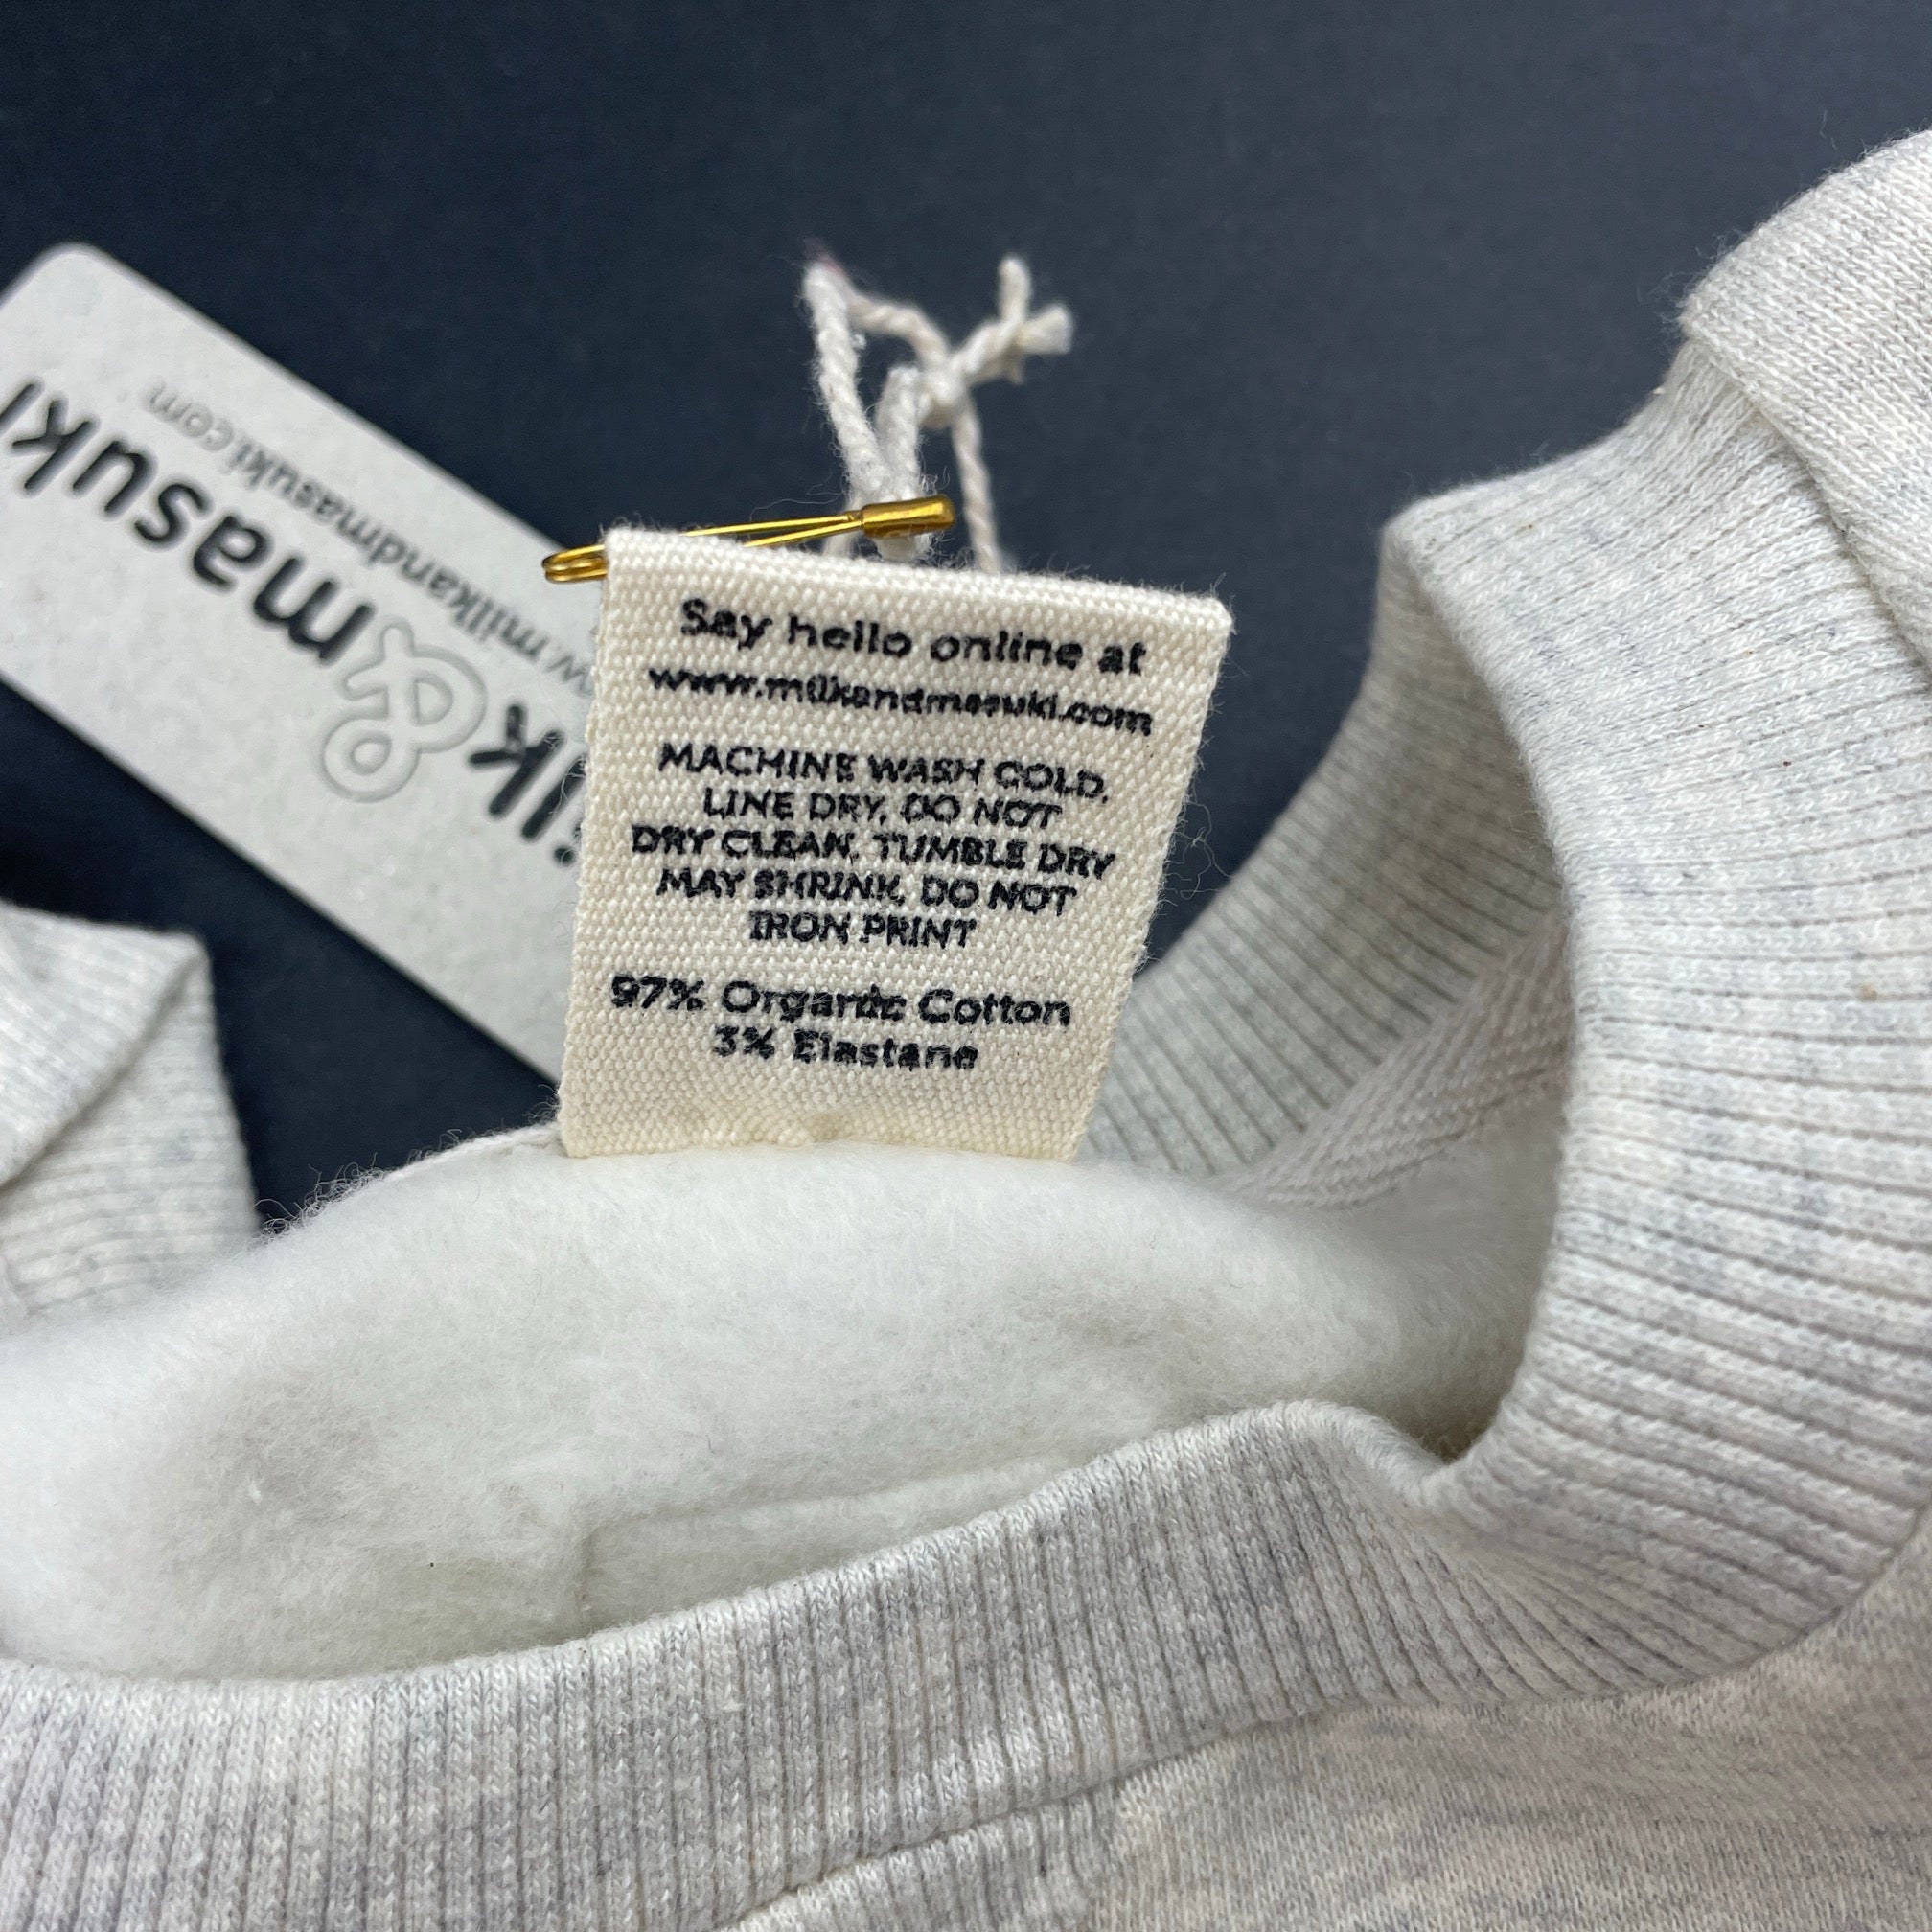 Say hello online at
www.milkandmasuki.com
MACHINE WASH COLD,
LINE DRY, DO NOT
DRY CLEAN, TUMBLE DRY
MAY SHRINK, DO NOT
IRON PRINT
97% Organic Cotton
3% Elastane
ilk&masuki
w.milkandmasuki.com